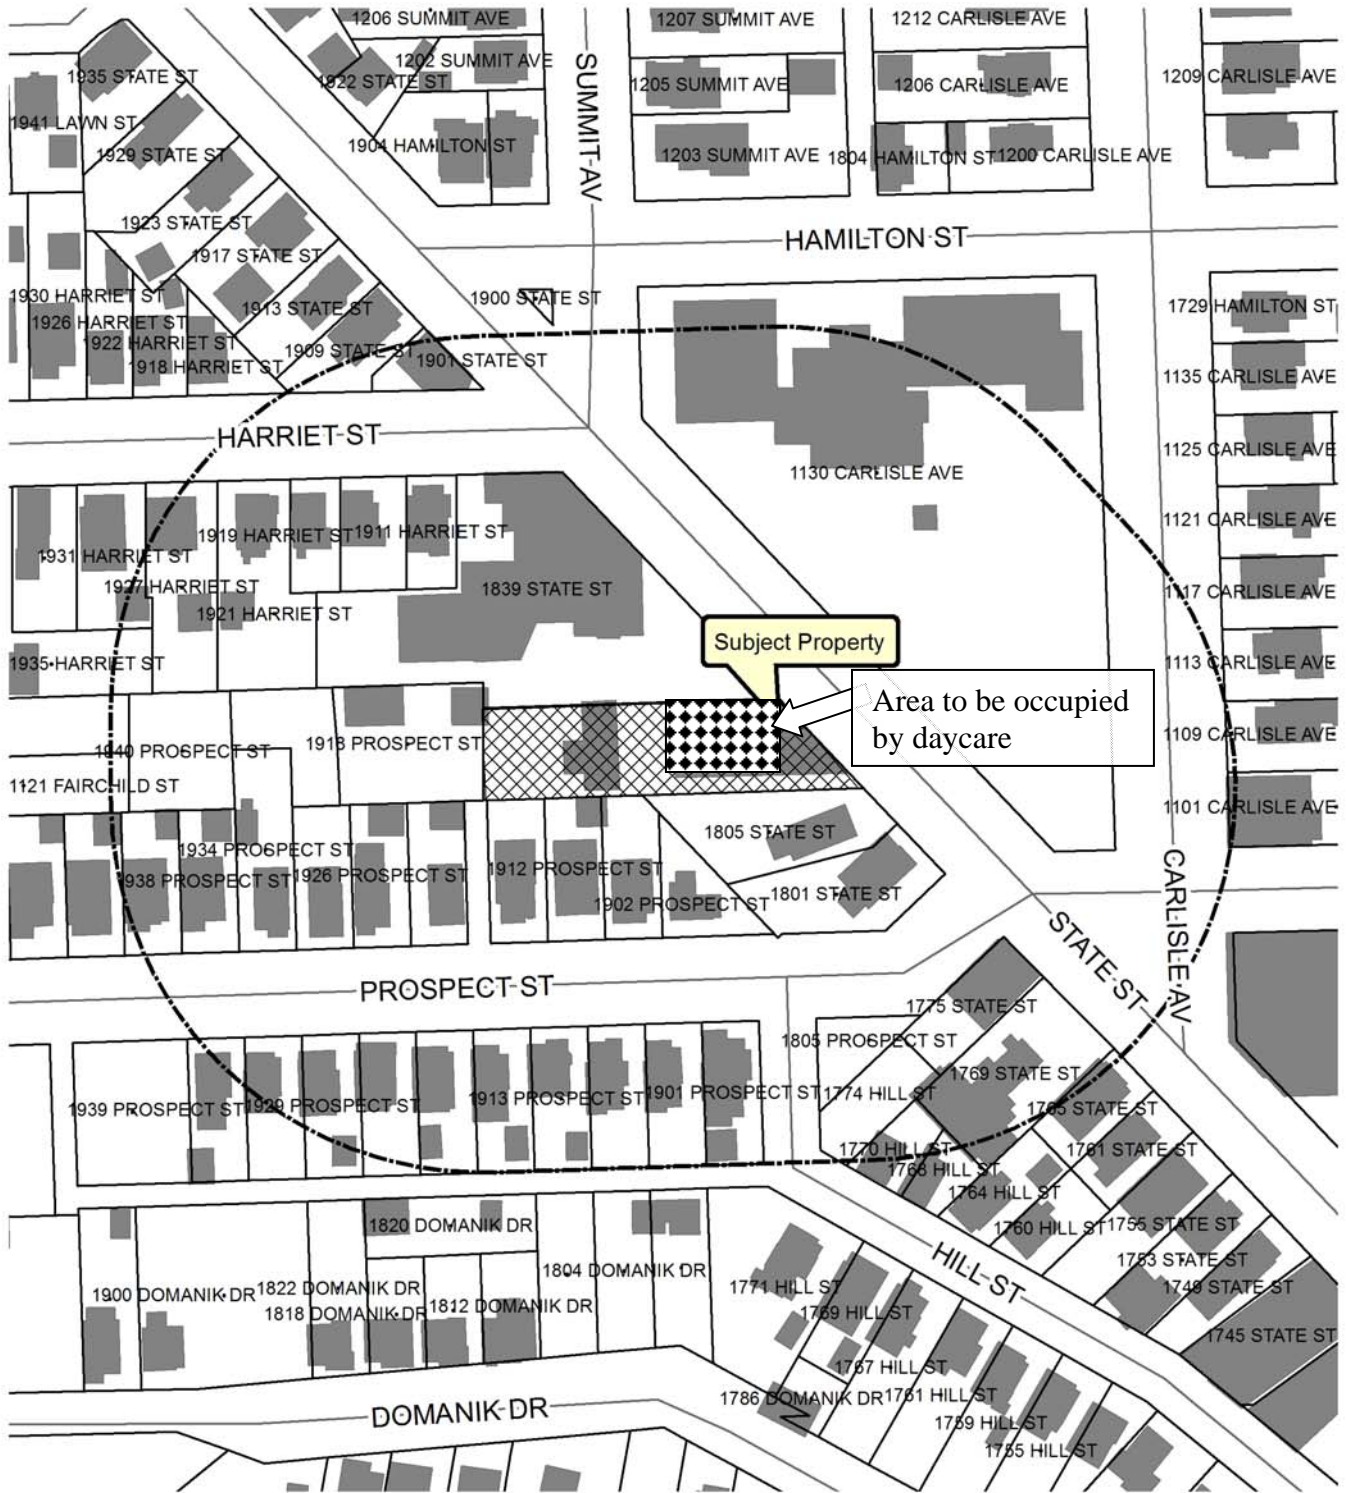 1206 SUMMIT AVE
1207 SUMMIT AVE
1212 CARLISLE AVE
1935 STATE ST
1922 STATE ST
1202 SUMMIT AVE
SUMMIT AV
1205 SUMMIT AVE
1206 CARLISLE AVE
1209 CARLISLE AVE
1941 LAWN ST
1929 STATE ST
1904 HAMILTON ST
1203 SUMMIT AVE
1804 HAMILTON ST
1200 CARLISLE AVE
1923 STATE ST
1917 STATE ST
HAMILTON ST
1930 HARRIET ST
1913 STATE ST
1900 STATE ST
1729 HAMILTON ST
1926 HARRIET ST
1922 HARRIET ST
1918 HARRIET ST
1909 STATE ST
1901 STATE ST
1135 CARLISLE AVE
HARRIET ST
1125 CARLISLE AVE
1130 CARLISLE AVE
1121 CARLISLE AVE
1919 HARRIET ST
1911 HARRIET ST
1931 HARRIET ST
1927 HARRIET ST
1921 HARRIET ST
1839 STATE ST
1117 CARLISLE AVE
Subject Property
1935 HARRIET ST
1113 CARLISLE AVE
Area to be occupied
by daycare
1940 PROSPECT ST
1918 PROSPECT ST
1109 CARLISLE AVE
1121 FAIRCHILD ST
1101 CARLISLE AVE
1805 STATE ST
1934 PROSPECT ST
1938 PROSPECT ST
1926 PROSPECT ST
1912 PROSPECT ST
1902 PROSPECT ST
1801 STATE ST
CARLISLE AV
STATE ST
PROSPECT ST
1775 STATE ST
1805 PROSPECT ST
1769 STATE ST
1774 HILL ST
1939 PROSPECT ST
1929 PROSPECT ST
1913 PROSPECT ST
1901 PROSPECT ST
1765 STATE ST
1770 HILL ST
1768 HILL ST
1761 STATE ST
1764 HILL ST
1760 HILL ST
1755 STATE ST
1820 DOMANIK DR
1753 STATE ST
1749 STATE ST
HILL ST
1804 DOMANIK DR
1900 DOMANIK DR
1822 DOMANIK DR
1818 DOMANIK DR
1812 DOMANIK DR
1771 HILL ST
1769 HILL ST
1745 STATE ST
1767 HILL ST
1786 DOMANIK DR
1761 HILL ST
DOMANIK DR
N
1759 HILL ST
1755 HILL ST